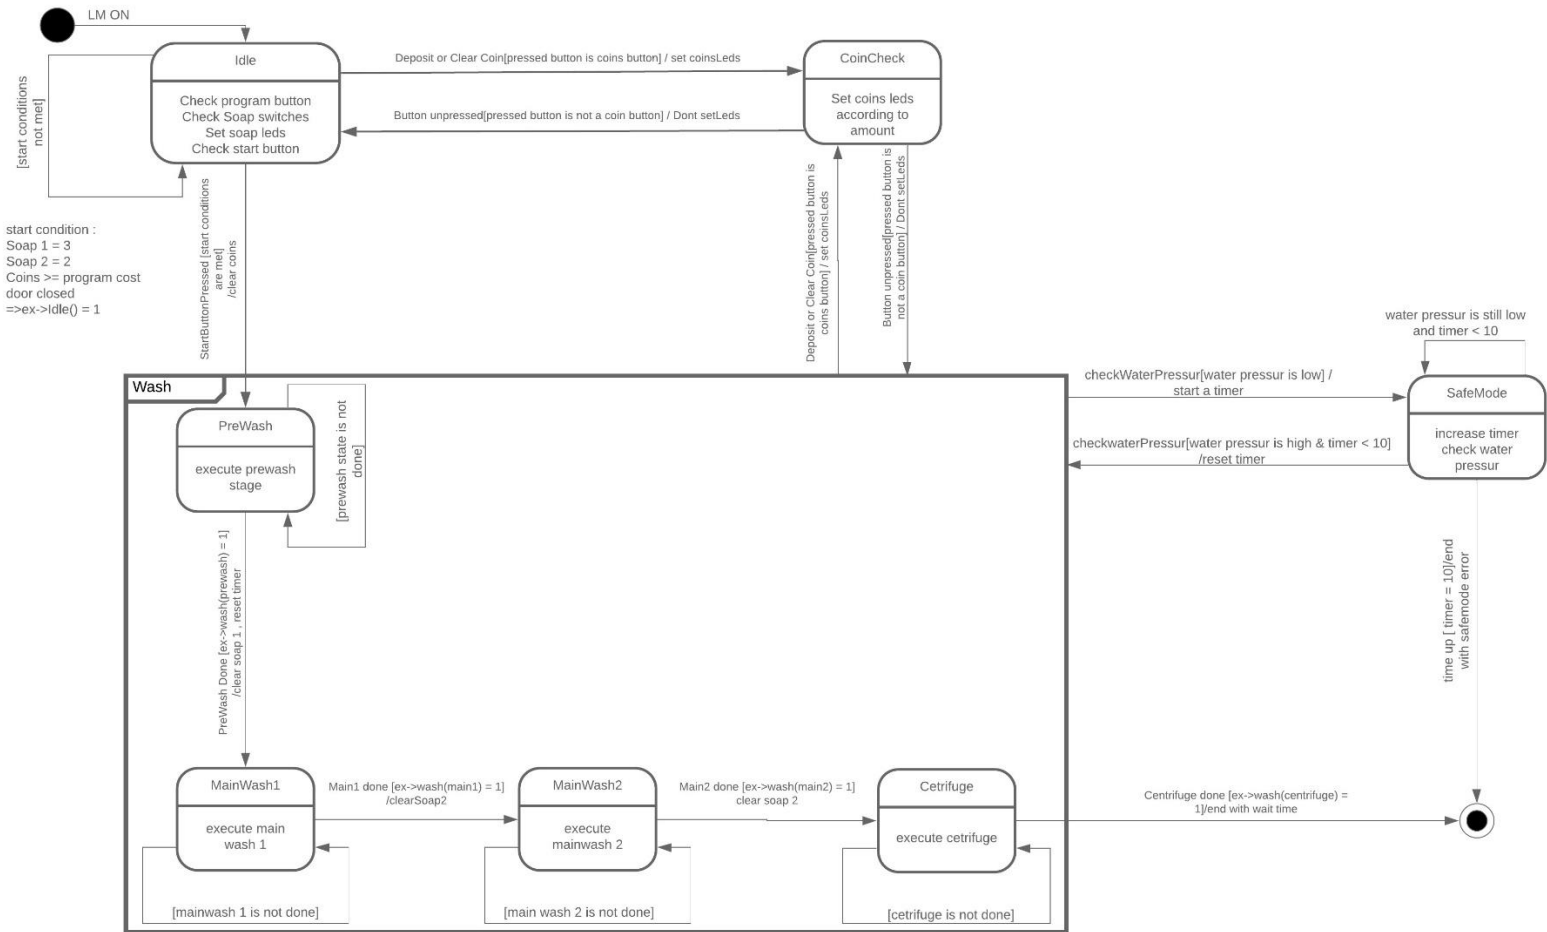 LM ON
Idle
Check program button
Check Soap switches
Set soap leds
Check start button
[start conditions
not met]
Deposit or Clear Coin[pressed button is coins button] / set coinsLeds
Button unpressed[pressed button is not a coin button] / Dont setLeds
CoinCheck
Set coins leds
according to
amount
start condition :
Soap 1 = 3
Soap 2 = 2
Coins >= program cost
door closed
=>ex->Idle() = 1
StartButtonPressed [start conditions
are met]
/clear coins
Deposit or Clear Coin[pressed button is
coins button] / set coinsLeds
Button unpressed[pressed button is
not a coin button] / Dont setLeds
Wash
PreWash
execute prewash
stage
[prewash state is not
done]
checkWaterPressur[water pressur is low] /
start a timer
checkwaterPressur[water pressur is high & timer < 10]
/reset timer
water pressur is still low
and timer < 10
SafeMode
increase timer
check water
pressur
time up [ timer = 10]/end
with safemode error
PreWash Done [ex->wash(prewash) = 1]
/clear soap 1 , reset timer
MainWash1
execute main
wash 1
[mainwash 1 is not done]
Main1 done [ex->wash(main1) = 1]
/clearSoap2
MainWash2
execute
mainwash 2
[main wash 2 is not done]
Main2 done [ex->wash(main2) = 1]
clear soap 2
Cetrifuge
execute cetrifuge
[cetrifuge is not done]
Centrifuge done [ex->wash(centrifuge) =
1]/end with wait time